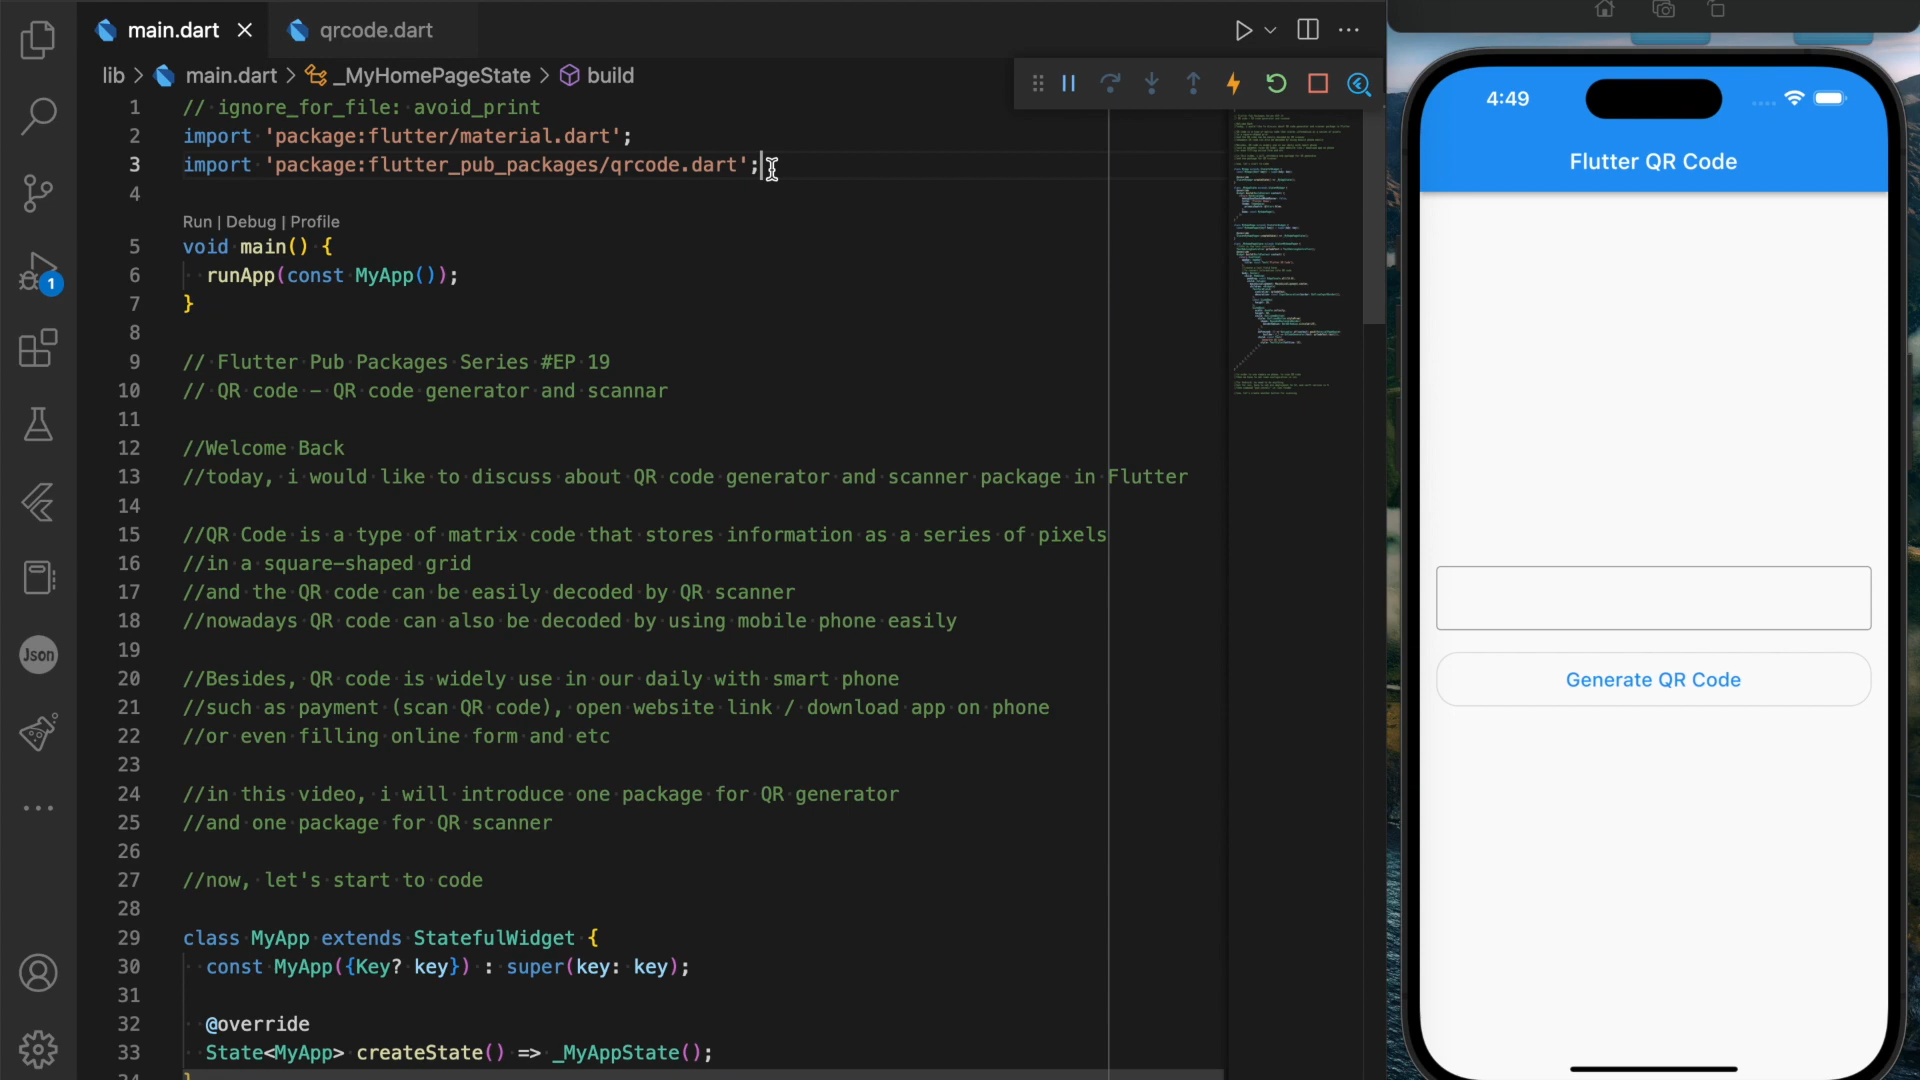 main.dart
qrcode.dart
lib > main.dart > _MyHomePageState > build
1 // ignore_for_file: avoid_print
2 import 'package:flutter/material.dart';
3 import 'package:flutter_pub_packages/qrcode.dart';
4
Run | Debug | Profile
5 void main() {
6 runApp(const MyApp());
7 }
8
9 // Flutter Pub Packages Series #EP 19
10 // QR code - QR code generator and scannar
11
12 //Welcome Back
13 //today, i would like to discuss about QR code generator and scanner package in Flutter
14
15 //QR Code is a type of matrix code that stores information as a series of pixels
16 //in a square-shaped grid
17 //and the QR code can be easily decoded by QR scanner
18 //nowadays QR code can also be decoded by using mobile phone easily
19
20 //Besides, QR code is widely use in our daily with smart phone
21 //such as payment (scan QR code), open website link / download app on phone
22 //or even filling online form and etc
23
24 //in this video, i will introduce one package for QR generator
25 //and one package for QR scanner
26
27 //now, let's start to code
28
29 class MyApp extends StatefulWidget {
30 const MyApp({Key? key}) : super(key: key);
31
32 @override
33 State<MyApp> createState() => _MyAppState();
1
Json
4:49
Flutter QR Code
Generate QR Code